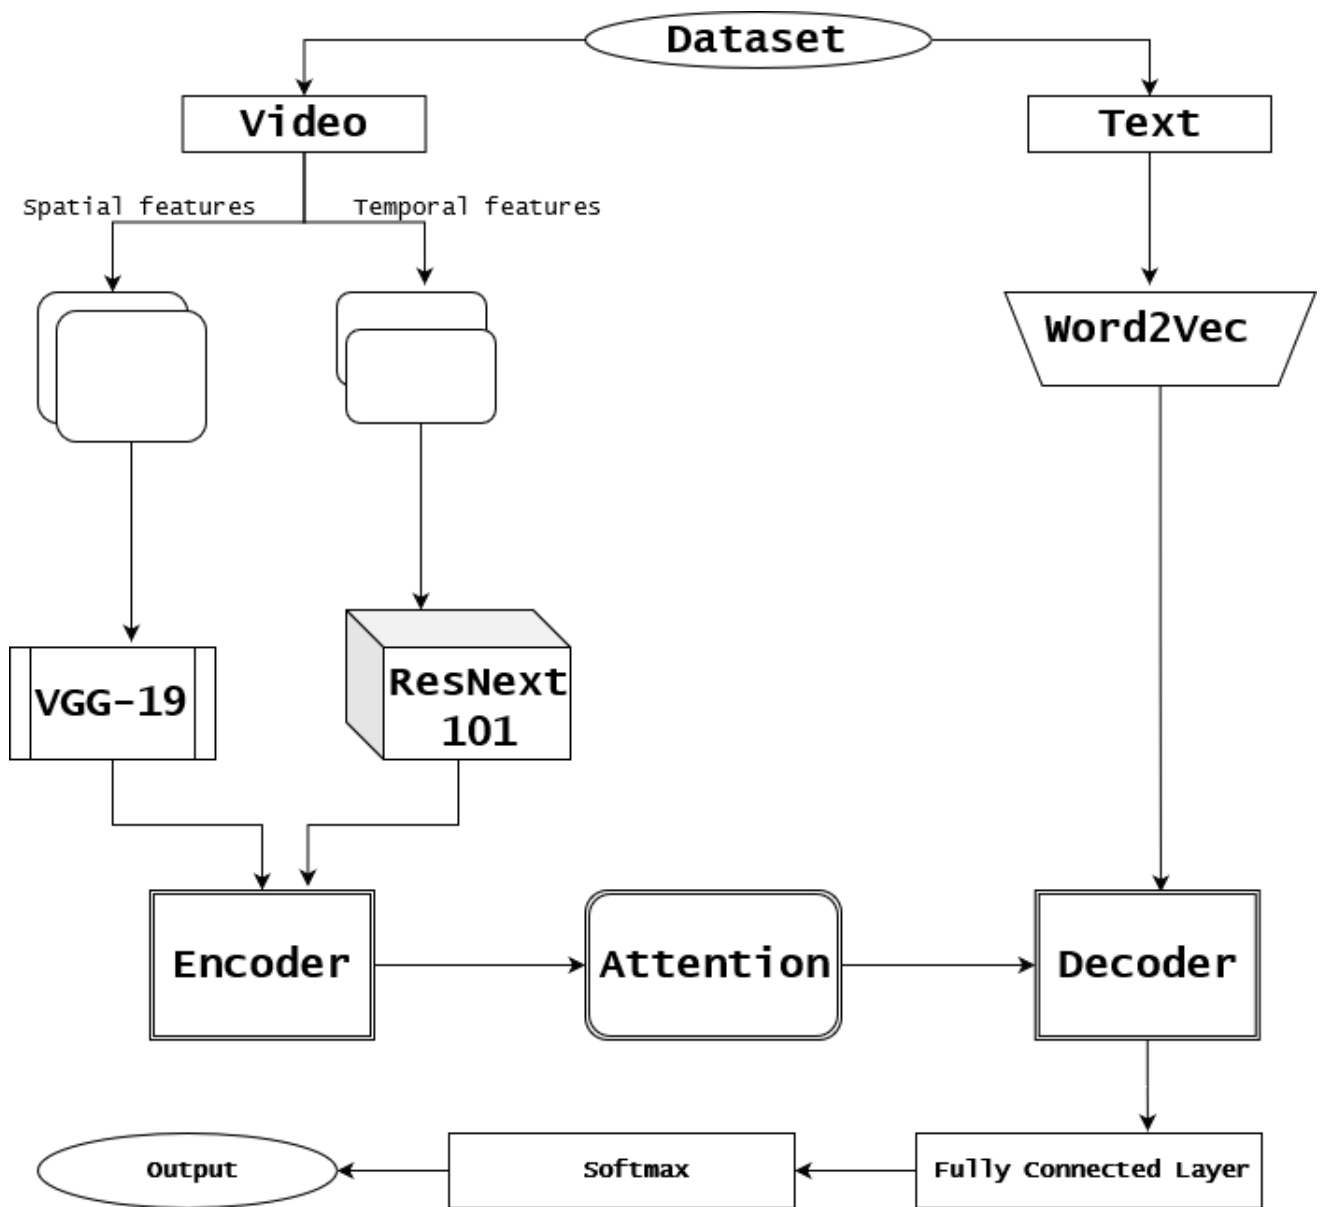 Dataset
Video
Text
Spatial features
Temporal features
Word2Vec
VGG-19
ResNext
101
Encoder
Attention
Decoder
Output
Softmax
Fully Connected Layer